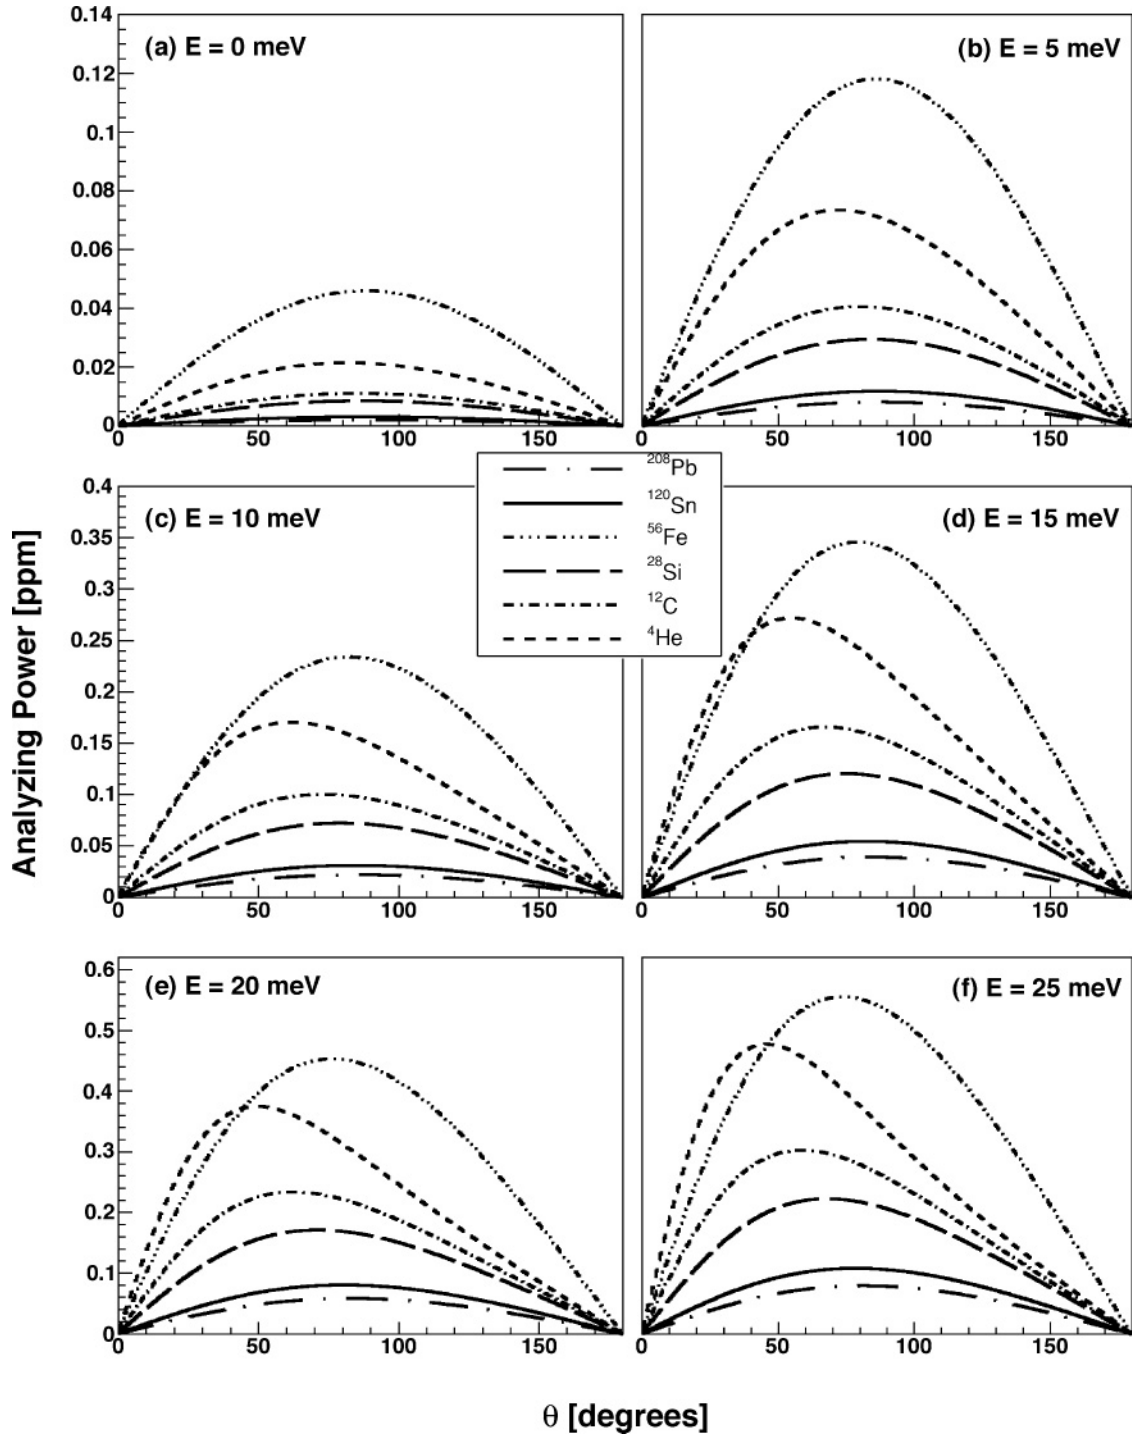 (a) E = 0 meV
(b) E = 5 meV
0.14
0.12
0.1
0.08
0.06
0.04
0.02
0
0 50 100 150
0 50 100 150
²⁰⁸Pb
¹²⁰Sn
⁵⁶Fe
²⁸Si
¹²C
⁴He
(c) E = 10 meV
(d) E = 15 meV
0.4
0.35
0.3
0.25
0.2
0.15
0.1
0.05
0
0 50 100 150
0 50 100 150
Analyzing Power [ppm]
(e) E = 20 meV
(f) E = 25 meV
0.6
0.5
0.4
0.3
0.2
0.1
0
0 50 100 150
0 50 100 150
θ [degrees]